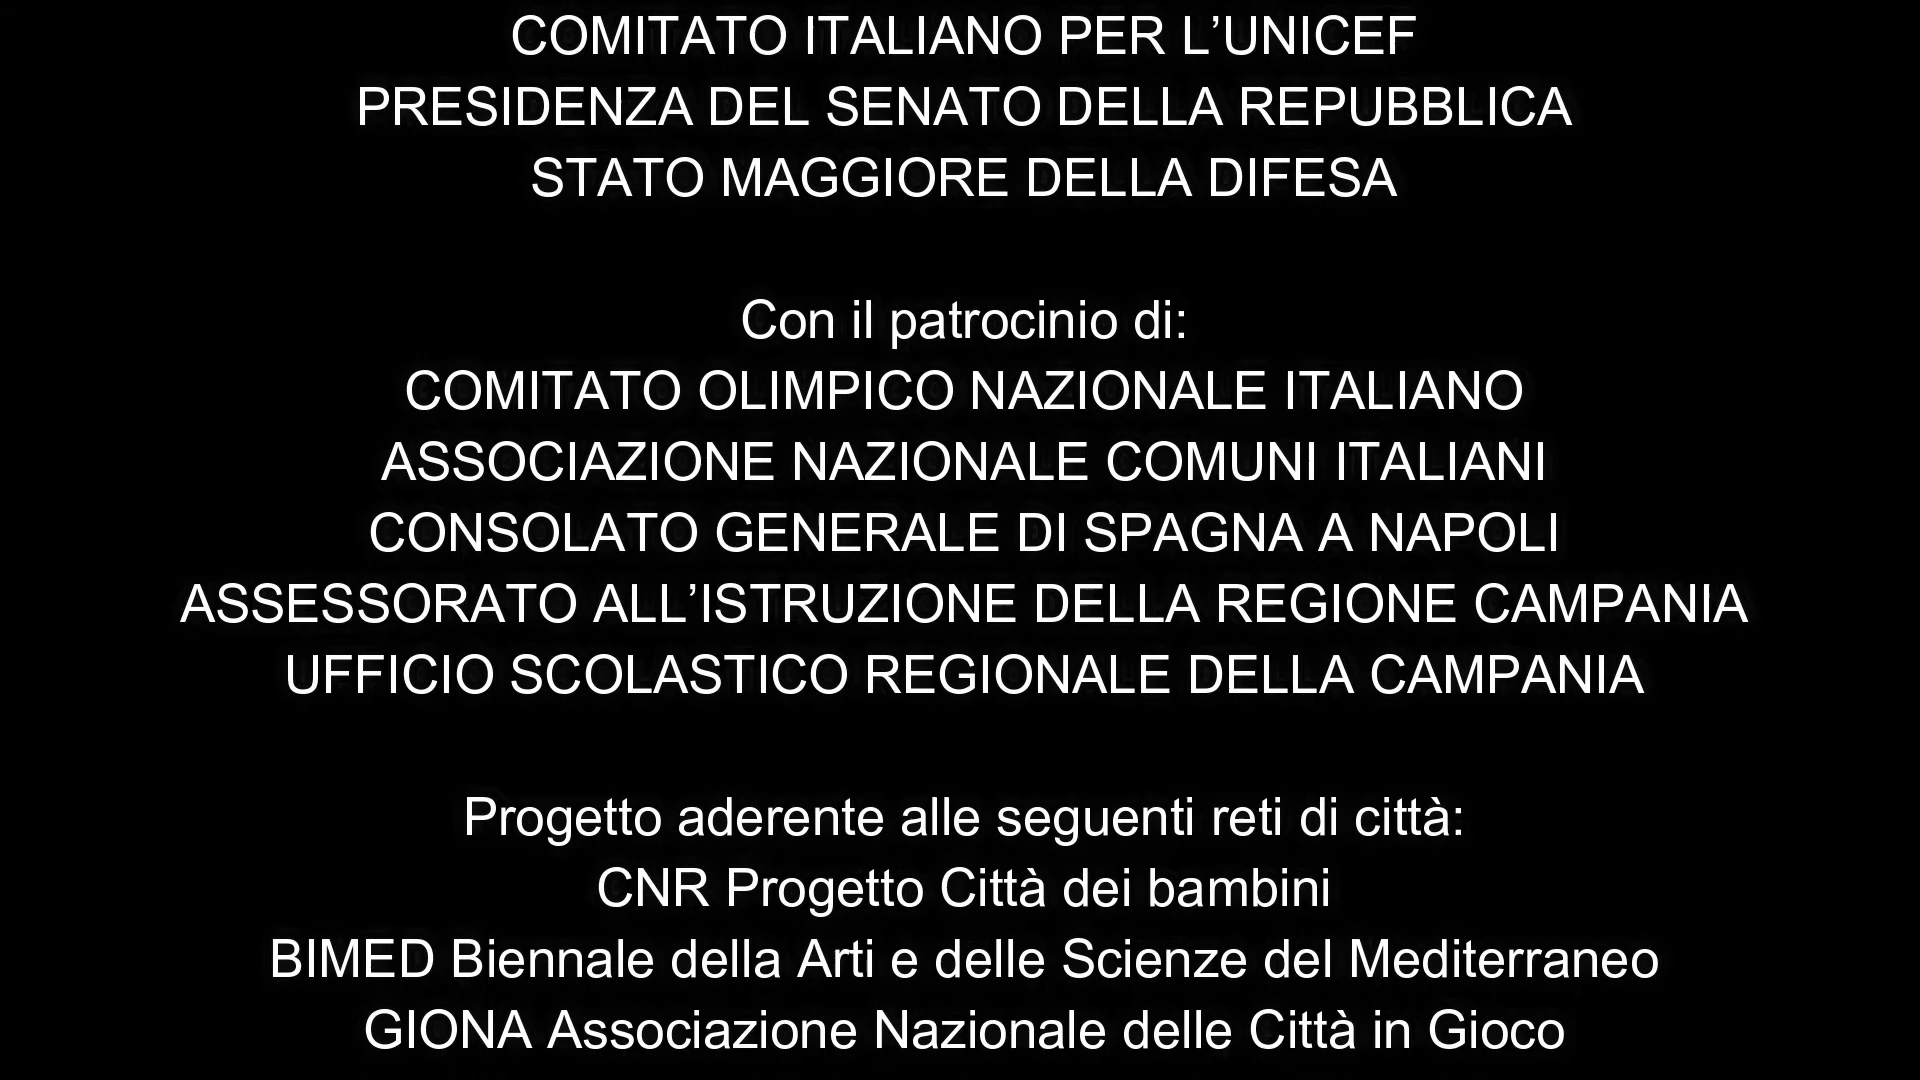 COMITATO ITALIANO PER L’UNICEF
PRESIDENZA DEL SENATO DELLA REPUBBLICA
STATO MAGGIORE DELLA DIFESA
Con il patrocinio di:
COMITATO OLIMPICO NAZIONALE ITALIANO
ASSOCIAZIONE NAZIONALE COMUNI ITALIANI
CONSOLATO GENERALE DI SPAGNA A NAPOLI
ASSESSORATO ALL’ISTRUZIONE DELLA REGIONE CAMPANIA
UFFICIO SCOLASTICO REGIONALE DELLA CAMPANIA
Progetto aderente alle seguenti reti di città:
CNR Progetto Città dei bambini
BIMED Biennale della Arti e delle Scienze del Mediterraneo
GIONA Associazione Nazionale delle Città in Gioco